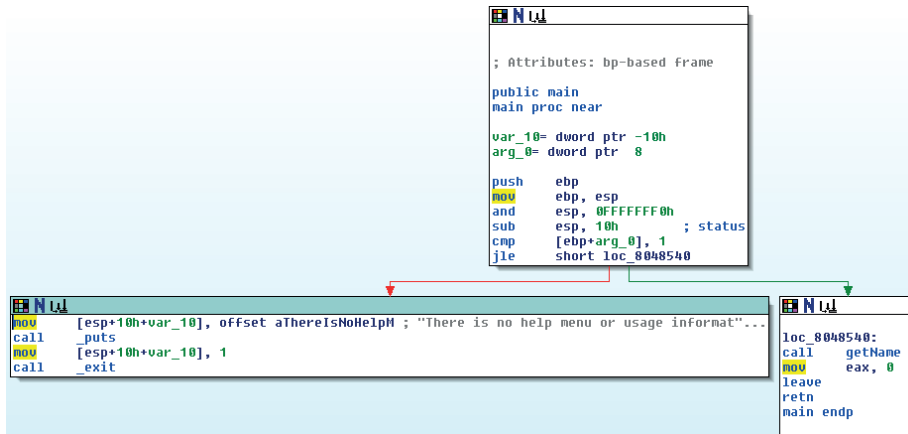 ; Attributes: bp-based frame
public main
main proc near
var_10= dword ptr -10h
arg_0= dword ptr  8
push    ebp
mov     ebp, esp
and     esp, 0FFFFFFF0h
sub     esp, 10h        ; status
cmp     [ebp+arg_0], 1
jle     short loc_8048540
mov     [esp+10h+var_10], offset aThereIsNoHelpM ; "There is no help menu or usage informat"...
call    _puts
mov     [esp+10h+var_10], 1
call    _exit
loc_8048540:
call    getName
mov     eax, 0
leave
retn
main endp